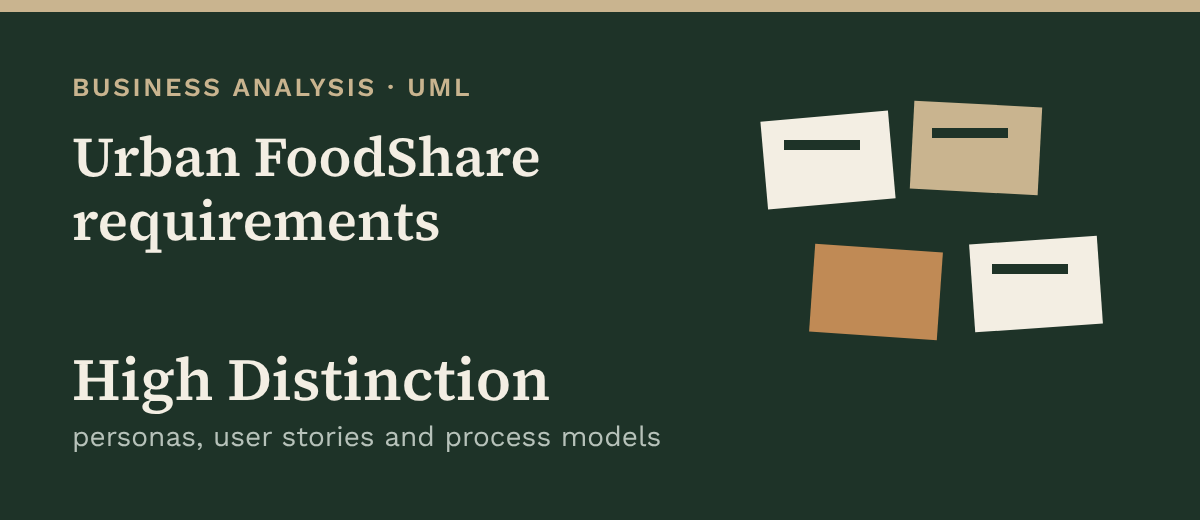 BUSINESS ANALYSIS · UML
Urban FoodShare
requirements
High Distinction
personas, user stories and process models